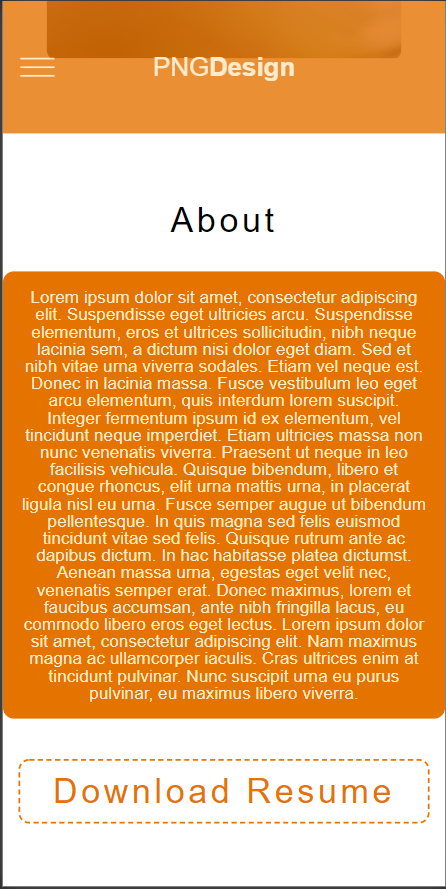 PNGDesign
About
Lorem ipsum dolor sit amet, consectetur adipiscing
elit. Suspendisse eget ultricies arcu. Suspendisse
elementum, eros et ultrices sollicitudin, nibh neque
lacinia sem, a dictum nisi dolor eget diam. Sed et
nibh vitae urna viverra sodales. Etiam vel neque est.
Donec in lacinia massa. Fusce vestibulum leo eget
arcu elementum, quis interdum lorem suscipit.
Integer fermentum ipsum id ex elementum, vel
tincidunt neque imperdiet. Etiam ultricies massa non
nunc venenatis viverra. Praesent ut neque in leo
facilisis vehicula. Quisque bibendum, libero et
congue rhoncus, elit urna mattis urna, in placerat
ligula nisl eu urna. Fusce semper augue ut bibendum
pellentesque. In quis magna sed felis euismod
tincidunt vitae sed felis. Quisque rutrum ante ac
dapibus dictum. In hac habitasse platea dictumst.
Aenean massa urna, egestas eget velit nec,
venenatis semper erat. Donec maximus, lorem et
faucibus accumsan, ante nibh fringilla lacus, eu
commodo libero eros eget lectus. Lorem ipsum dolor
sit amet, consectetur adipiscing elit. Nam maximus
magna ac ullamcorper iaculis. Cras ultrices enim at
tincidunt pulvinar. Nunc suscipit urna eu purus
pulvinar, eu maximus libero viverra.
Download Resume